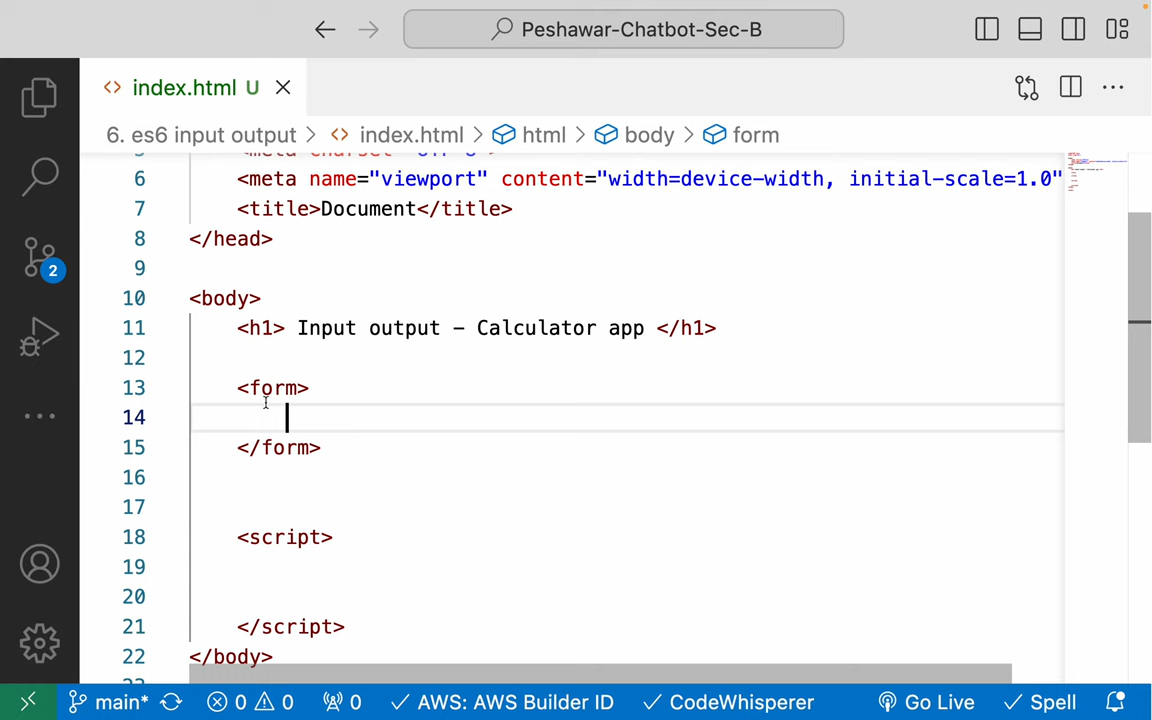 Peshawar-Chatbot-Sec-B
index.html U
6. es6 input output > index.html > html > body > form
6 <meta name="viewport" content="width=device-width, initial-scale=1.0"
7 <title>Document</title>
8 </head>
9
10 <body>
11 <h1> Input output - Calculator app </h1>
12
13 <form>
14
15 </form>
16
17
18 <script>
19
20
21 </script>
22 </body>
2
main* 0 0 0 AWS: AWS Builder ID CodeWhisperer Go Live Spell